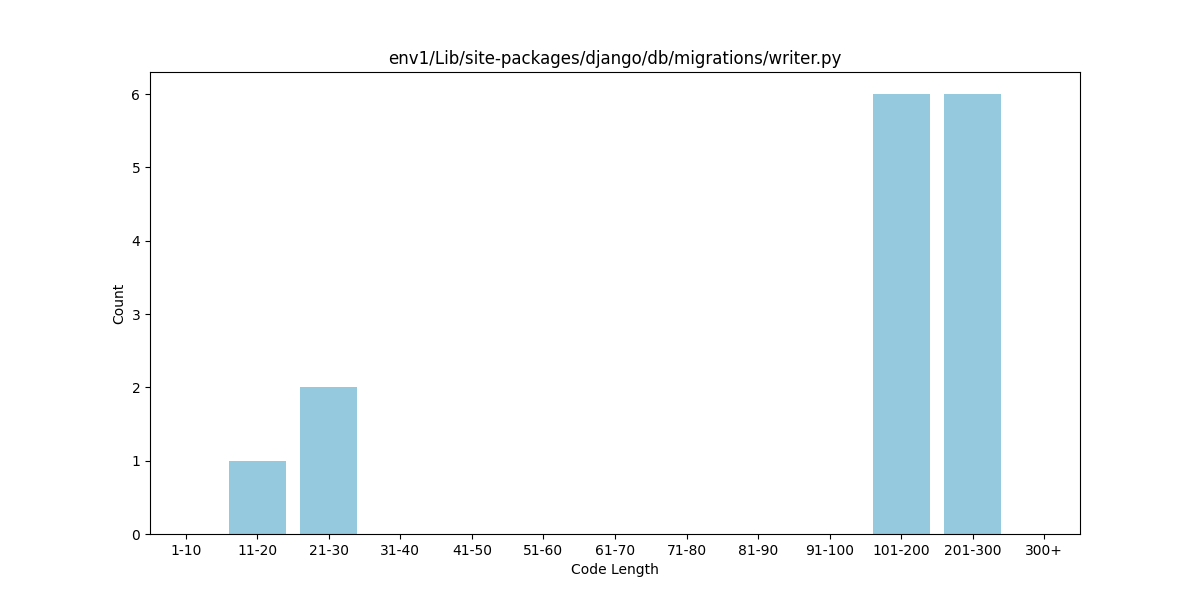 env1/Lib/site-packages/django/db/migrations/writer.py
6
5
4
3
2
1
0
Count
1-10 11-20 21-30 31-40 41-50 51-60 61-70 71-80 81-90 91-100 101-200 201-300 300+
Code Length